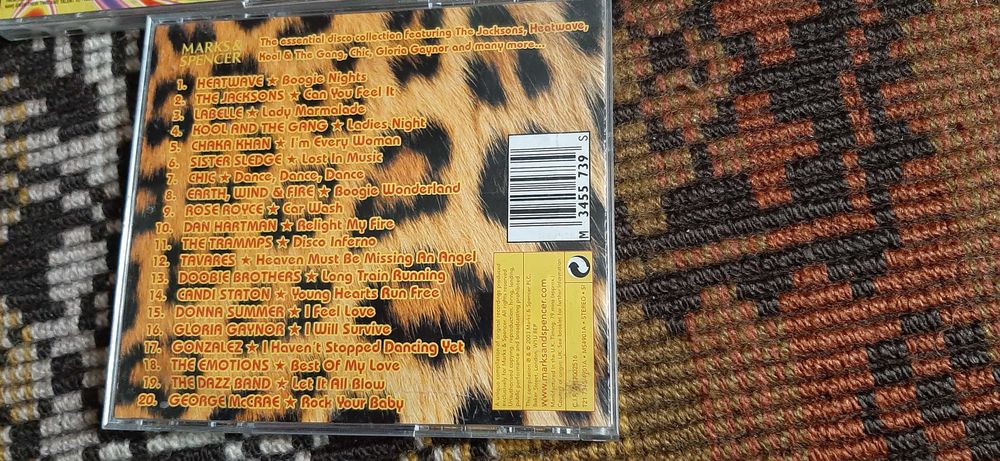 MARKS &
SPENCER
The essential disco collection featuring The Jacksons, Heatwave,
Kool & The Gang, Chic, Gloria Gaynor and many more...
1. HEATWAVE ★ Boogie Nights
2. THE JACKSONS ★ Can You Feel It
3. LABELLE ★ Lady Marmalade
4. KOOL AND THE GANG ★ Ladies Night
5. CHAKA KHAN ★ I'm Every Woman
6. SISTER SLEDGE ★ Lost In Music
7. CHIC ★ Dance, Dance, Dance
8. EARTH, WIND & FIRE ★ Boogie Wonderland
9. ROSE ROYCE ★ Car Wash
10. DAN HARTMAN ★ Relight My Fire
11. THE TRAMMPS ★ Disco Inferno
12. TAVARES ★ Heaven Must Be Missing An Angel
13. DOOBIE BROTHERS ★ Long Train Running
14. CANDI STATON ★ Young Hearts Run Free
15. DONNA SUMMER ★ I Feel Love
16. GLORIA GAYNOR ★ I Will Survive
17. GONZALEZ ★ I Haven't Stopped Dancing Yet
18. THE EMOTIONS ★ Best Of My Love
19. THE DAZZ BAND ★ Let It All Blow
20. GEORGE McCRAE ★ Rock Your Baby
M 3455 739 S
www.marksandspencer.com